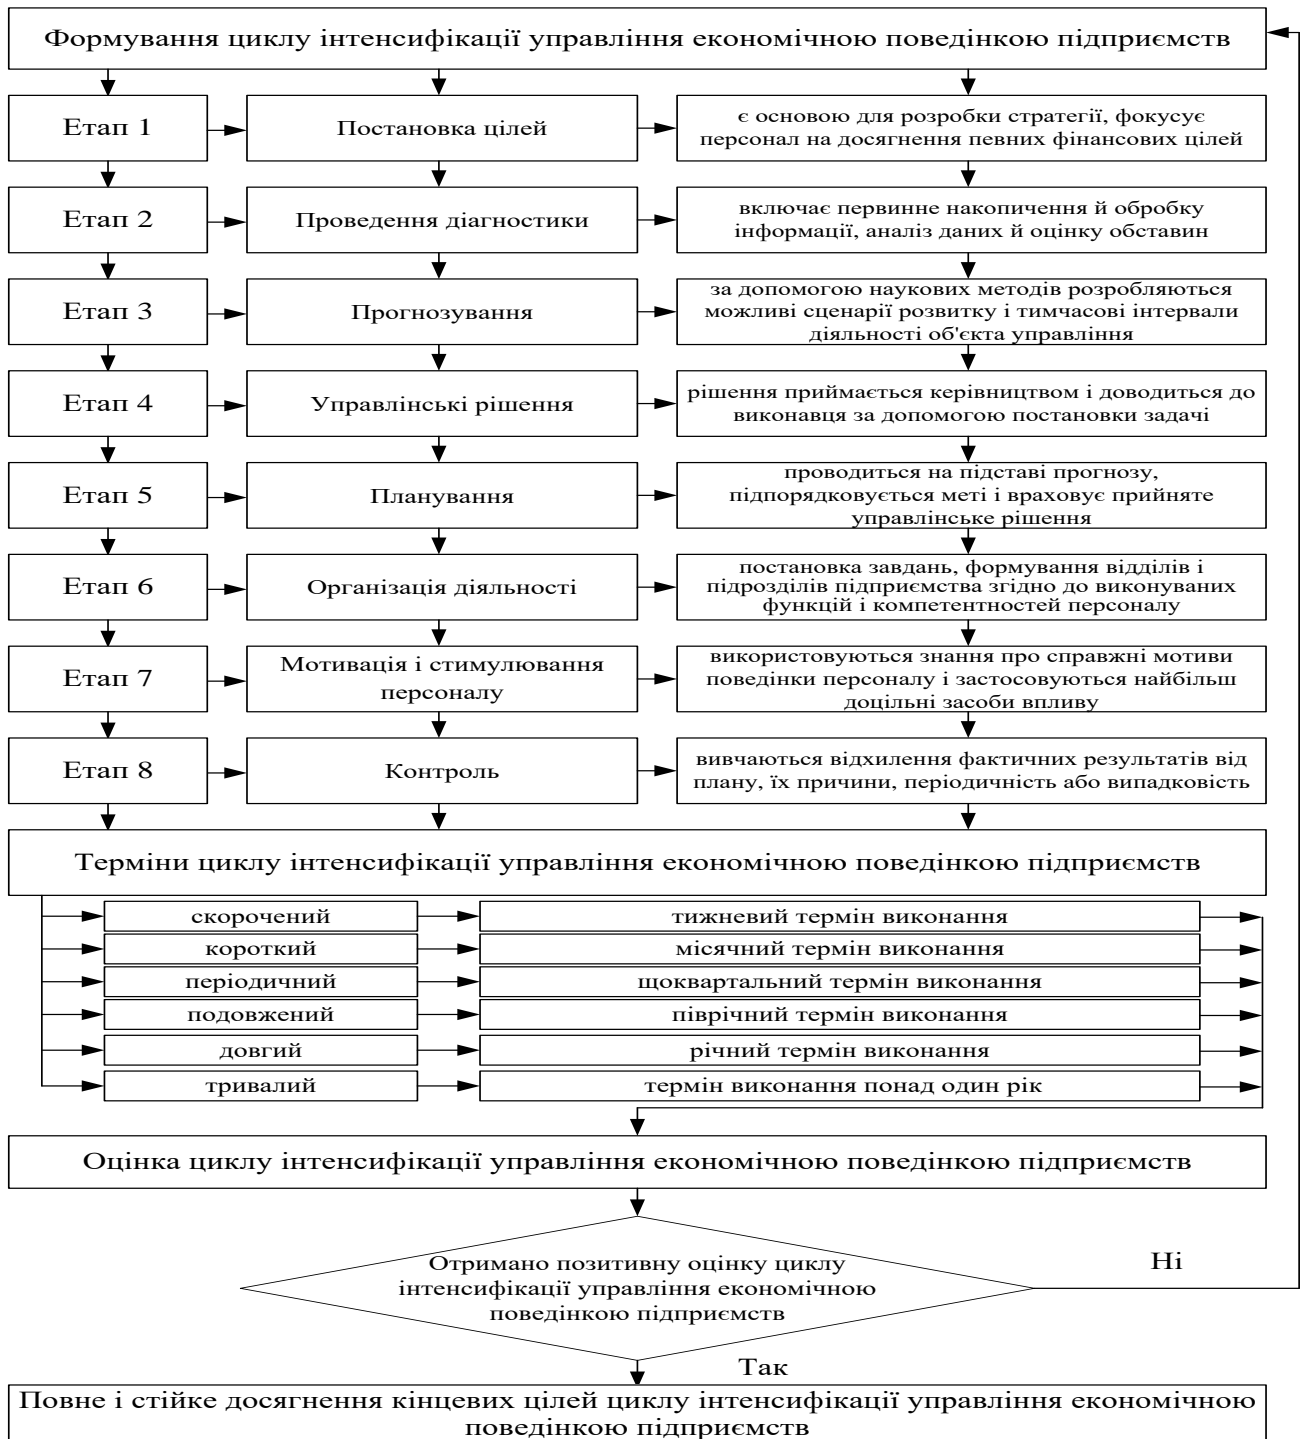 Формування циклу інтенсифікації управління економічною поведінкою підприємств
Етап 1
Постановка цілей
є основою для розробки стратегії, фокусує
персонал на досягнення певних фінансових цілей
Етап 2
Проведення діагностики
включає первинне накопичення й обробку
інформації, аналіз даних й оцінку обставин
Етап 3
Прогнозування
за допомогою наукових методів розробляються
можливі сценарії розвитку і тимчасові інтервали
діяльності об'єкта управління
Етап 4
Управлінські рішення
рішення приймається керівництвом і доводиться до
виконавця за допомогою постановки задачі
Етап 5
Планування
проводиться на підставі прогнозу,
підпорядковується меті і враховує прийняте
управлінське рішення
Етап 6
Організація діяльності
постановка завдань, формування відділів і
підрозділів підприємства згідно до виконуваних
функцій і компетентностей персоналу
Етап 7
Мотивація і стимулювання
персоналу
використовуються знання про справжні мотиви
поведінки персоналу і застосовуються найбільш
доцільні засоби впливу
Етап 8
Контроль
вивчаються відхилення фактичних результатів від
плану, їх причини, періодичність або випадковість
Терміни циклу інтенсифікації управління економічною поведінкою підприємств
скорочений
тижневий термін виконання
короткий
місячний термін виконання
періодичний
щоквартальний термін виконання
подовжений
піврічний термін виконання
довгий
річний термін виконання
тривалий
термін виконання понад один рік
Оцінка циклу інтенсифікації управління економічною поведінкою підприємств
Отримано позитивну оцінку циклу
інтенсифікації управління економічною
поведінкою підприємств
Ні
Так
Повне і стійке досягнення кінцевих цілей циклу інтенсифікації управління економічною
поведінкою підприємств